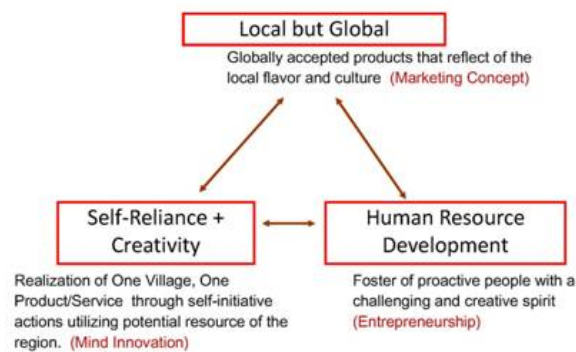 Local but Global
Globally accepted products that reflect of the
local flavor and culture (Marketing Concept)
Self-Reliance +
Creativity
Realization of One Village, One
Product/Service through self-initiative
actions utilizing potential resource of the
region. (Mind Innovation)
Human Resource
Development
Foster of proactive people with a
challenging and creative spirit
(Entrepreneurship)